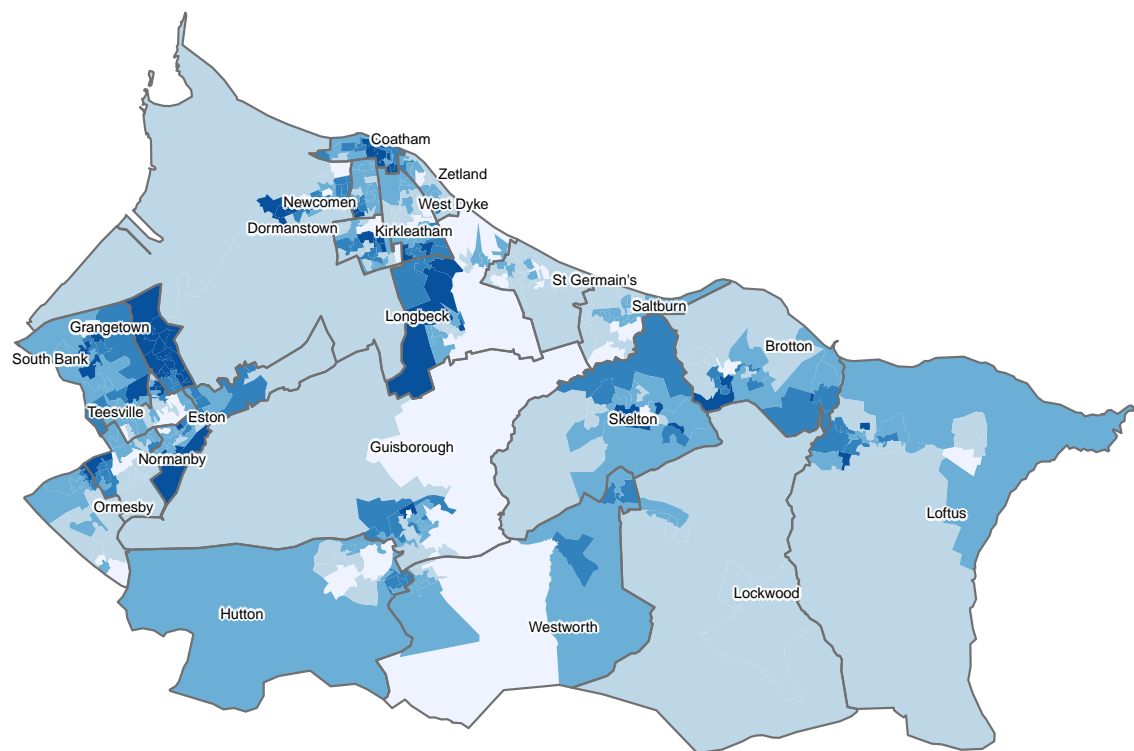 Coatham
Zetland
Newcomen
West Dyke
Dormanstown
Kirkleatham
St Germain's
Saltburn
Longbeck
Grangetown
Brotton
South Bank
Teesville
Eston
Skelton
Guisborough
Normanby
Ormesby
Loftus
Lockwood
Hutton
Westworth